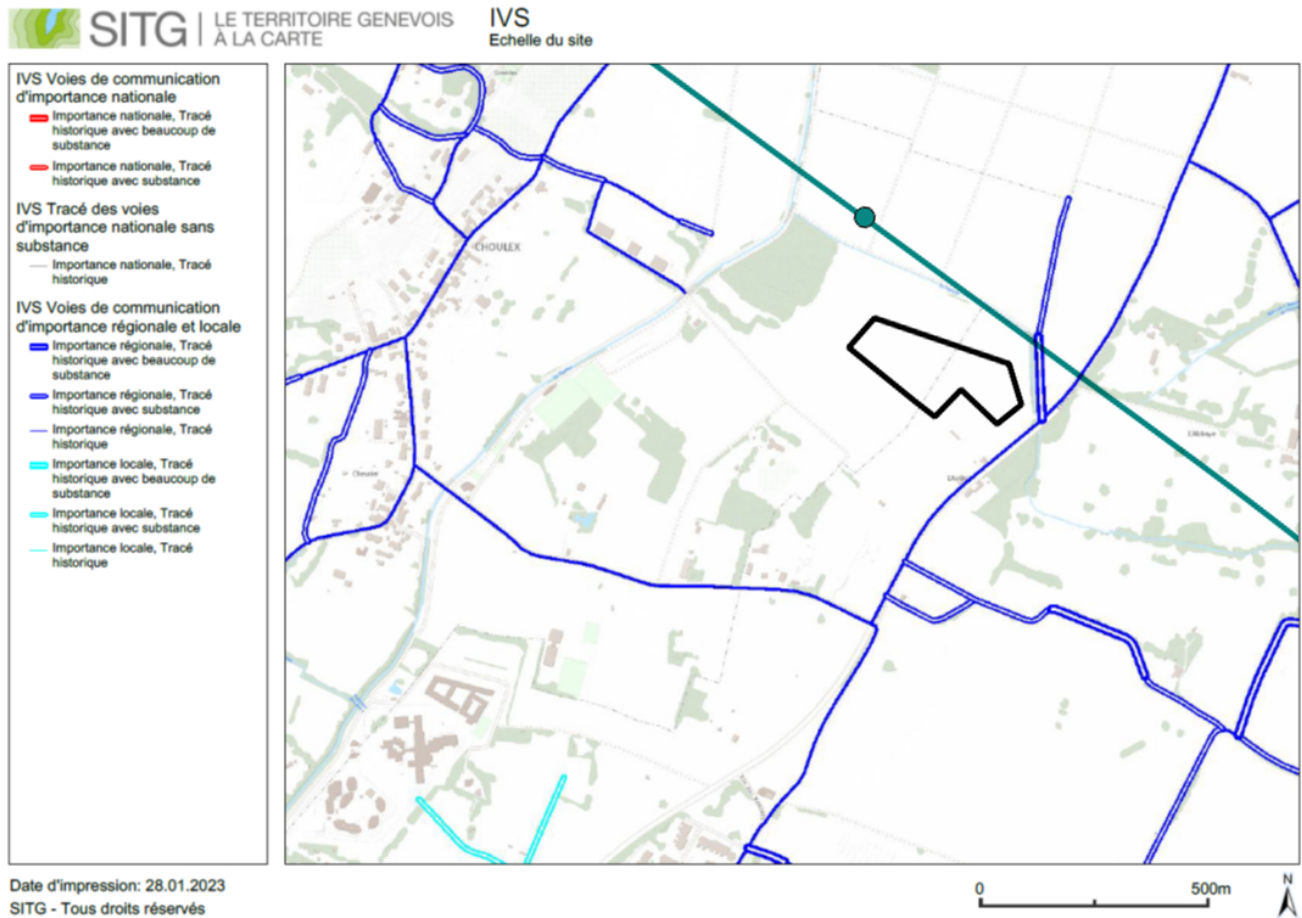 SITG
LE TERRITOIRE GENEVOIS
À LA CARTE
IVS
Echelle du site
IVS Voies de communication
d'importance nationale
Importance nationale, Tracé
historique avec beaucoup de
substance
Importance nationale, Tracé
historique avec substance
IVS Tracé des voies
d'importance nationale sans
substance
Importance nationale, Tracé
historique
IVS Voies de communication
d'importance régionale et locale
Importance régionale, Tracé
historique avec beaucoup de
substance
Importance régionale, Tracé
historique avec substance
Importance régionale, Tracé
historique
Importance locale, Tracé
historique avec beaucoup de
substance
Importance locale, Tracé
historique avec substance
Importance locale, Tracé
historique
CHOULEX
Date d'impression: 28.01.2023
SITG - Tous droits réservés
0 500m
N